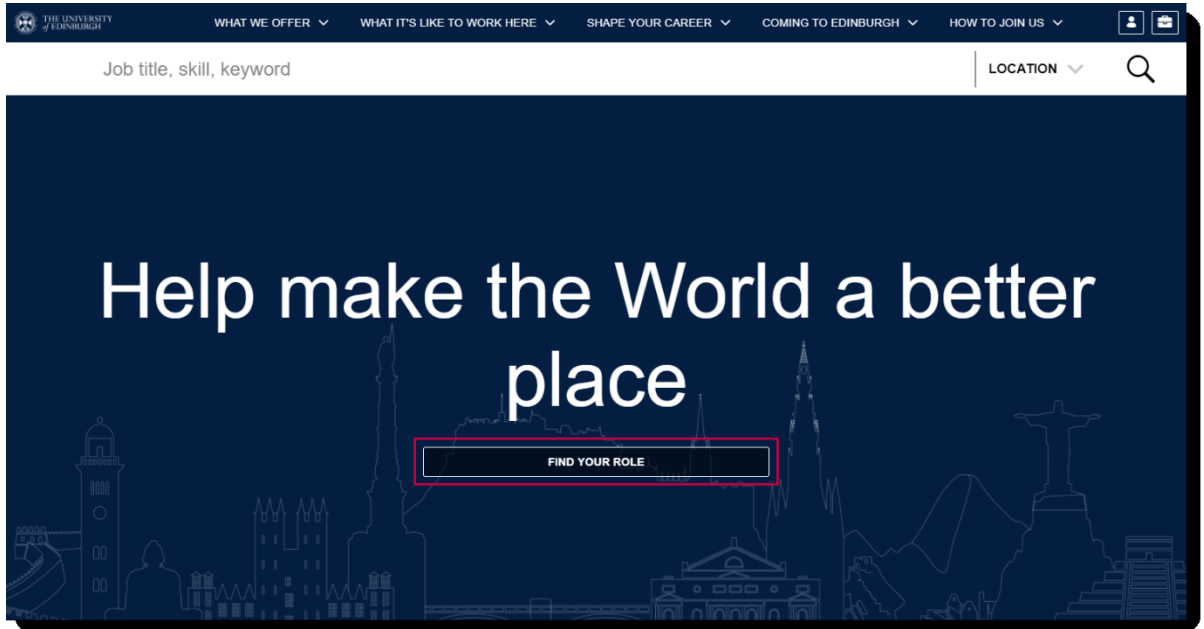 THE UNIVERSITY
of EDINBURGH
WHAT WE OFFER
WHAT IT'S LIKE TO WORK HERE
SHAPE YOUR CAREER
COMING TO EDINBURGH
HOW TO JOIN US
Job title, skill, keyword
LOCATION
Help make the World a better
place
FIND YOUR ROLE